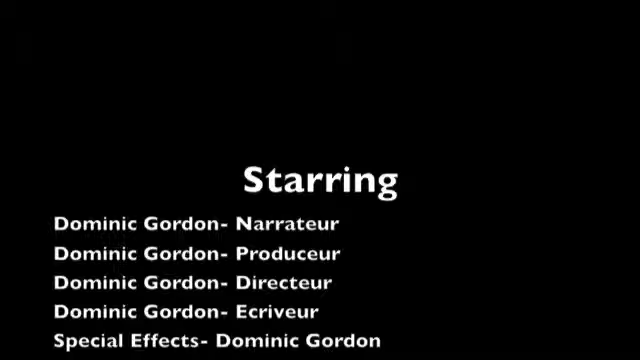 Starring
Dominic Gordon- Narrateur
Dominic Gordon- Produceur
Dominic Gordon- Directeur
Dominic Gordon- Ecriveur
Special Effects- Dominic Gordon